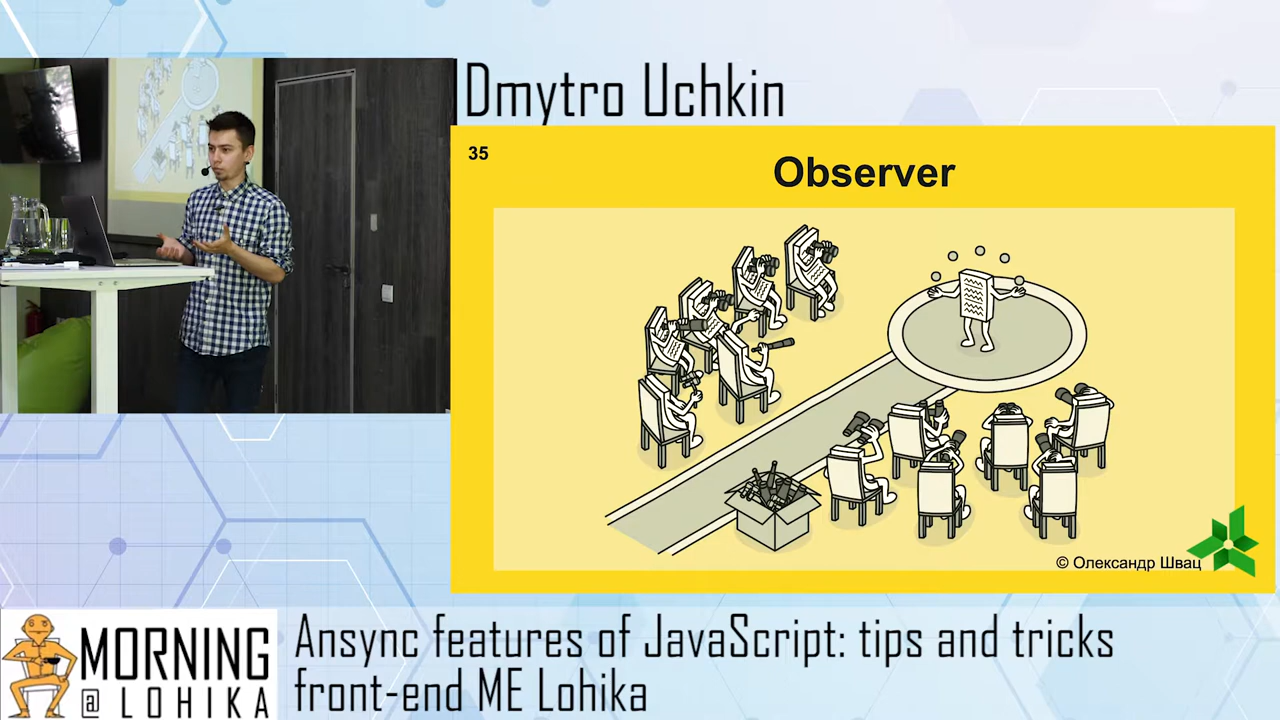 Dmytro Uchkin
35
Observer
© Олександр Швац
MORNING
@ LOHIKA
Ansync features of JavaScript: tips and tricks
front-end ME Lohika